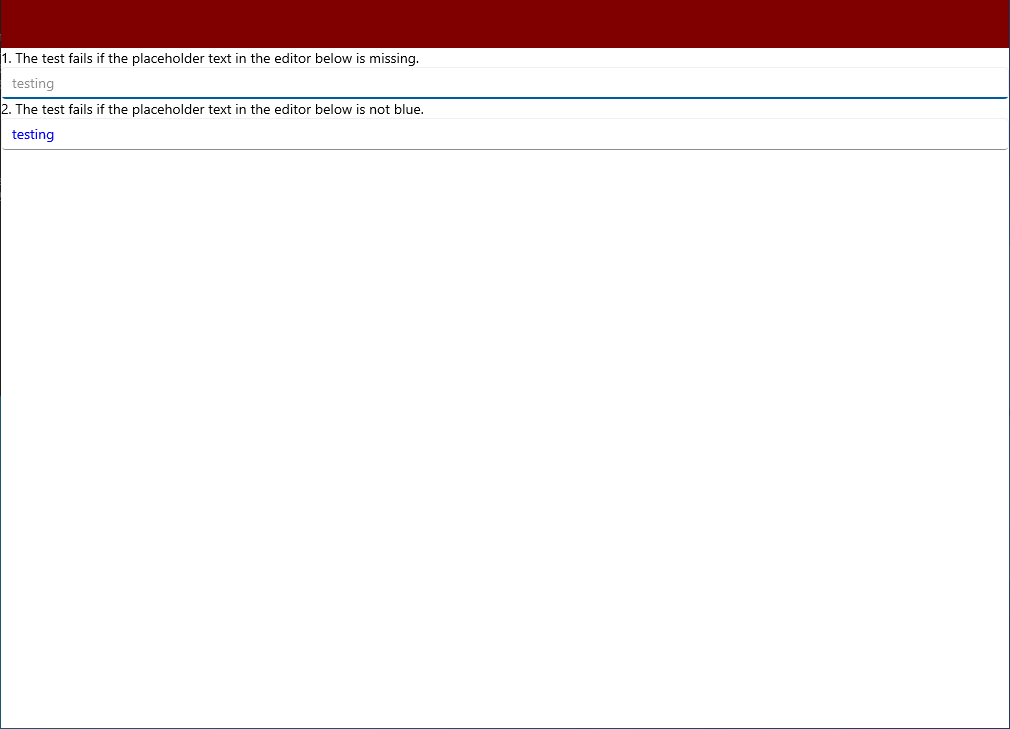 1. The test fails if the placeholder text in the editor below is missing.
testing
2. The test fails if the placeholder text in the editor below is not blue.
testing